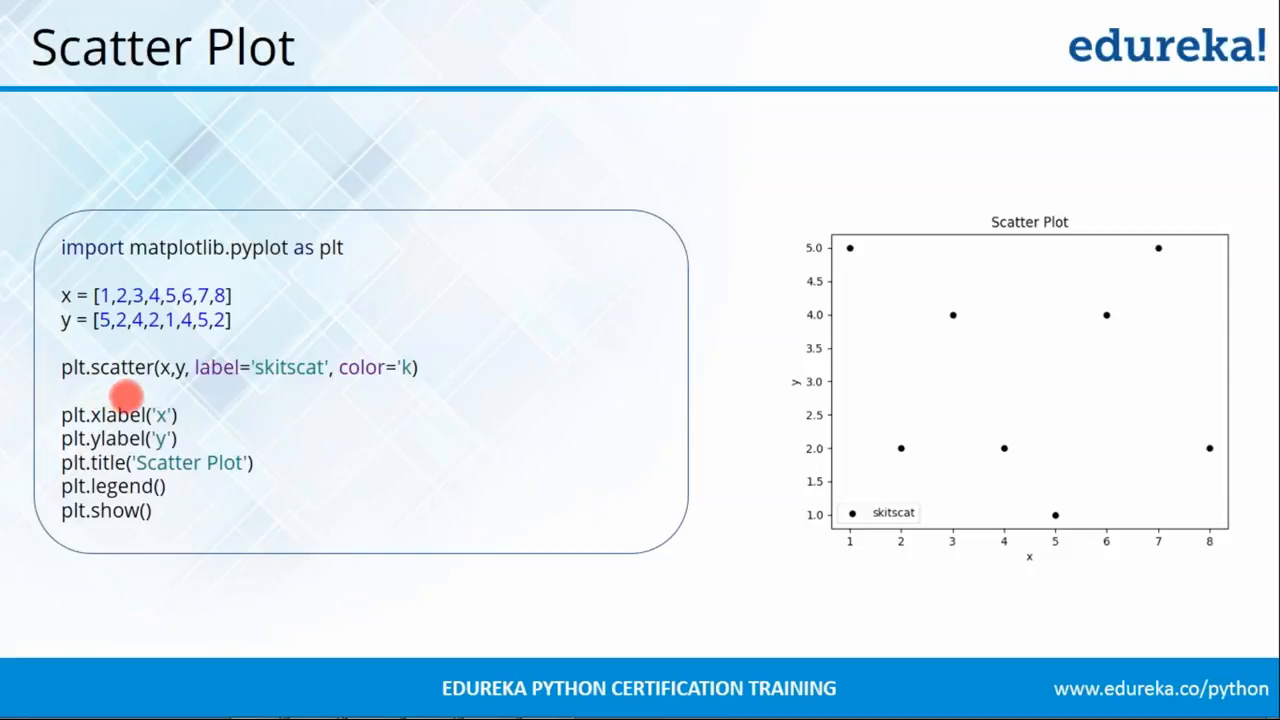 Scatter Plot
edureka!
import matplotlib.pyplot as plt
x = [1,2,3,4,5,6,7,8]
y = [5,2,4,2,1,4,5,2]
plt.scatter(x,y, label='skitscat', color='k)
plt.xlabel('x')
plt.ylabel('y')
plt.title('Scatter Plot')
plt.legend()
plt.show()
Scatter Plot
5.0
4.5
4.0
3.5
3.0
2.5
2.0
1.5
1.0
y
skitscat
1 2 3 4 5 6 7 8
x
EDUREKA PYTHON CERTIFICATION TRAINING
www.edureka.co/python